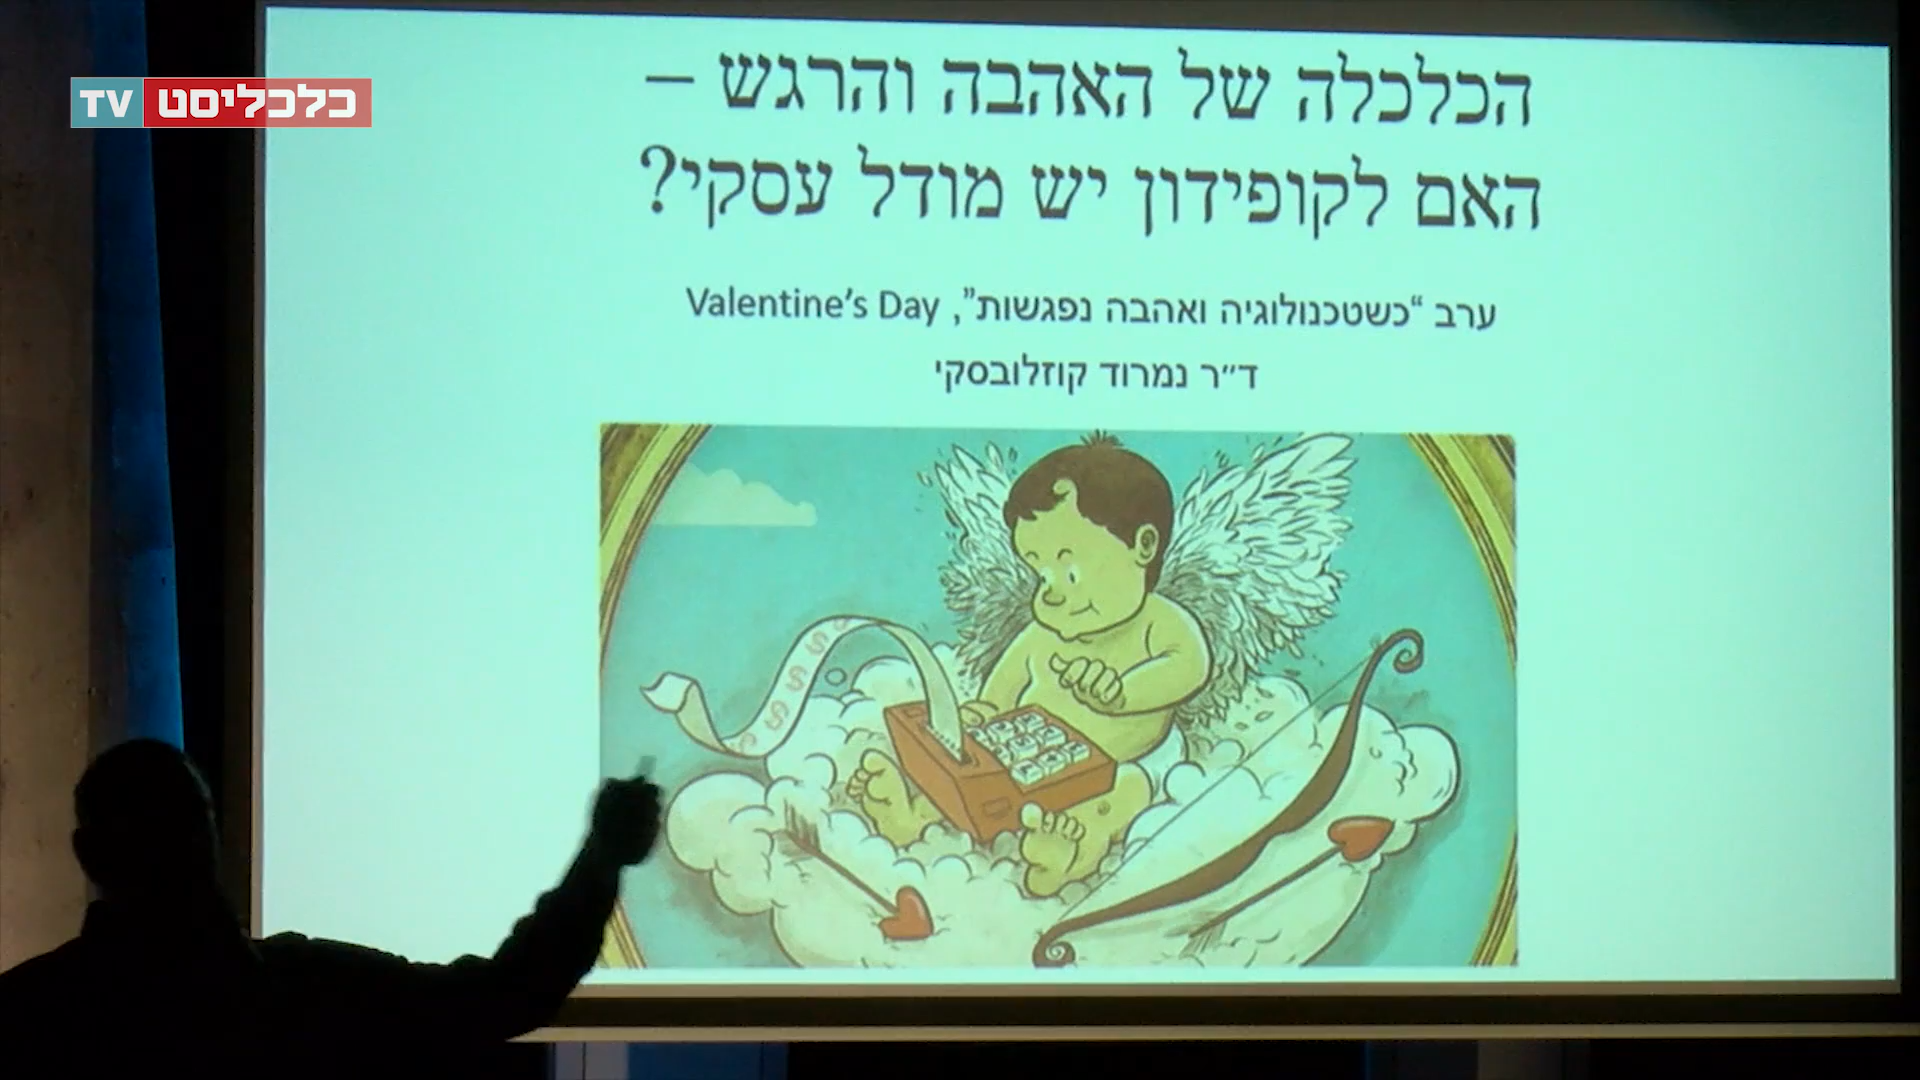 כלכליסט TV
הכלכלה של האהבה והרגש –
האם לקופידון יש מודל עסקי?
ערב “כשטכנולוגיה ואהבה נפגשות”, Valentine’s Day
ד״ר נמרוד קוזלובסקי
$ $ $